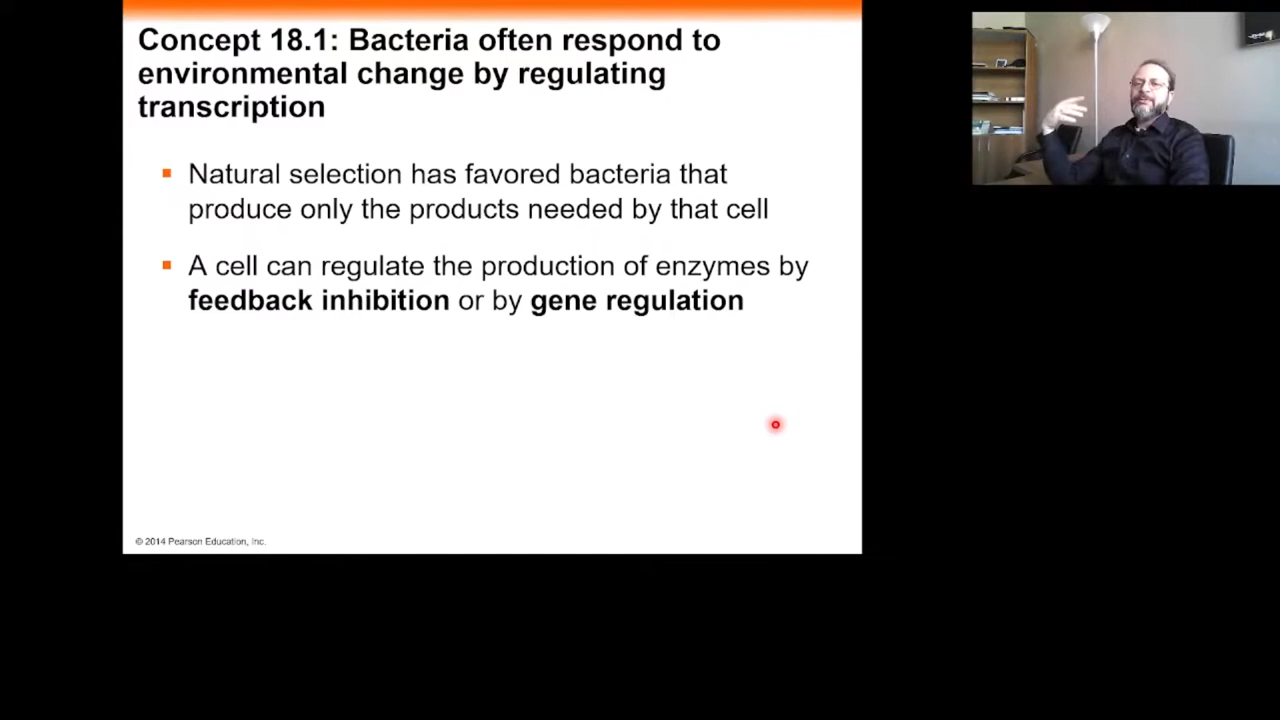 Concept 18.1: Bacteria often respond to
environmental change by regulating
transcription
Natural selection has favored bacteria that
produce only the products needed by that cell
A cell can regulate the production of enzymes by
feedback inhibition or by gene regulation
© 2014 Pearson Education, Inc.